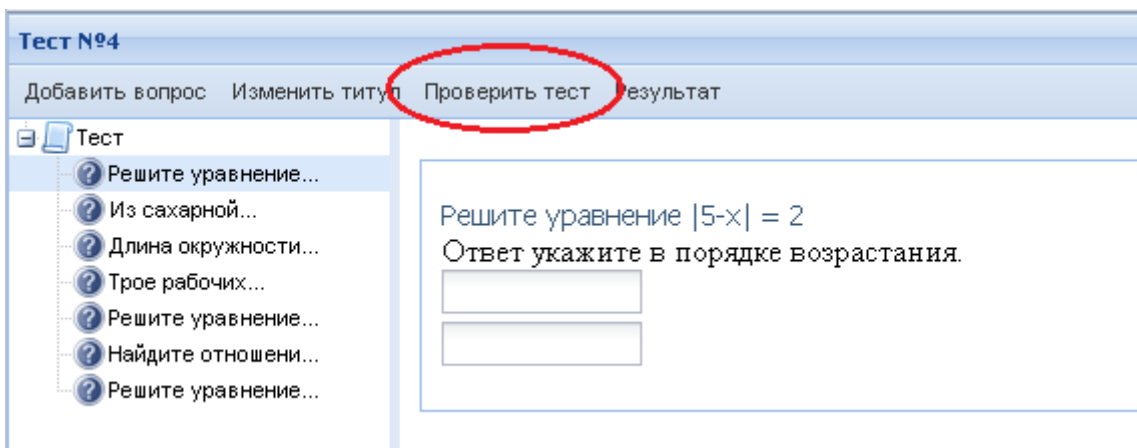 Тест №4
Добавить вопрос Изменить титул Проверить тест Результат
Тест
Решите уравнение...
Из сахарной...
Длина окружности...
Трое рабочих...
Решите уравнение...
Найдите отношени...
Решите уравнение...
Решите уравнение |5-x| = 2
Ответ укажите в порядке возрастания.